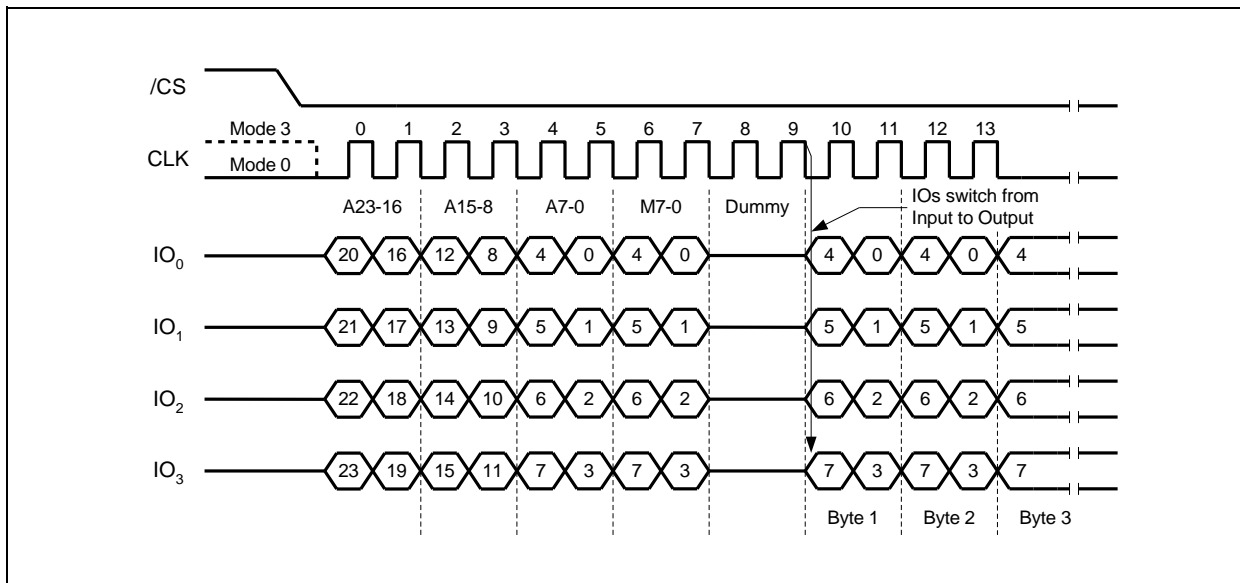 /CS
Mode 3
0 1 2 3 4 5 6 7 8 9 10 11 12 13
CLK
Mode 0
A23-16 A15-8 A7-0 M7-0 Dummy
IOs switch from
Input to Output
IO0 20 16 12 8 4 0 4 0 4 0 4 0 4
IO1 21 17 13 9 5 1 5 1 5 1 5 1 5
IO2 22 18 14 10 6 2 6 2 6 2 6 2 6
IO3 23 19 15 11 7 3 7 3 7 3 7 3 7
Byte 1 Byte 2 Byte 3